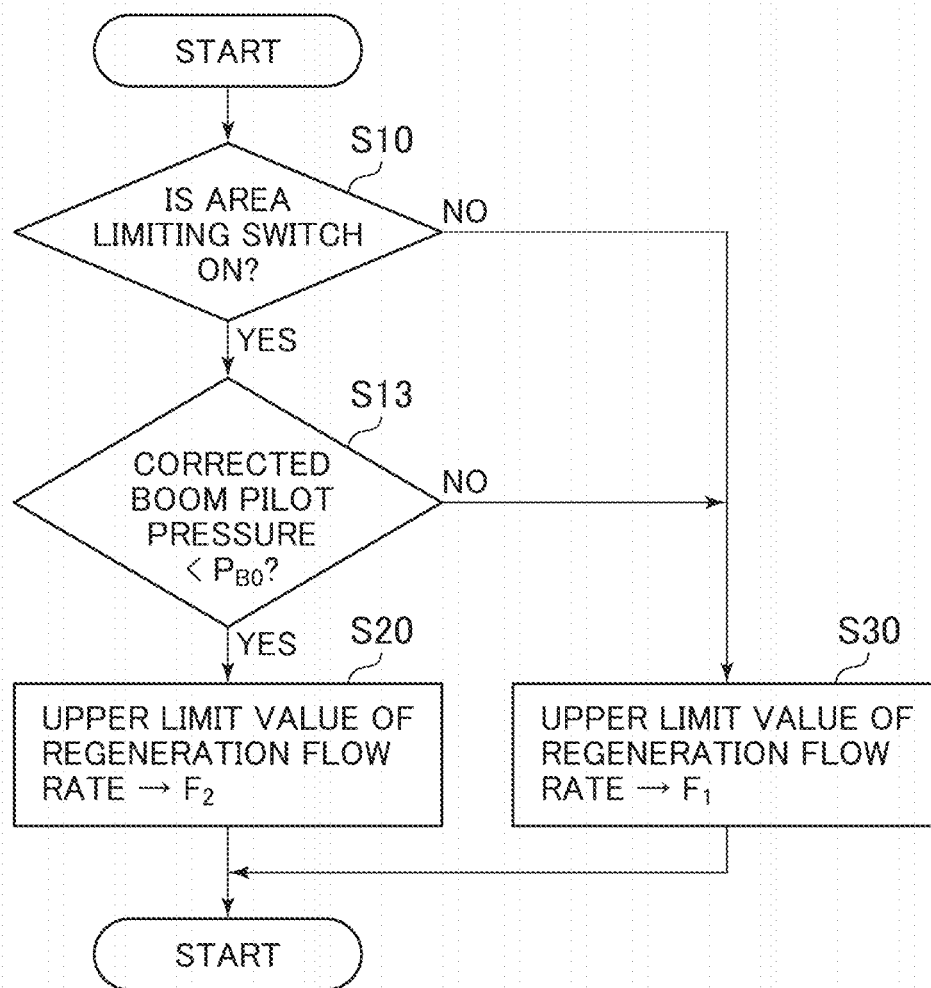 START
S10
IS AREA
LIMITING SWITCH
ON?
NO
YES
S13
CORRECTED
BOOM PILOT
PRESSURE
< P_B0?
NO
YES
S20
UPPER LIMIT VALUE OF
REGENERATION FLOW
RATE → F₂
S30
UPPER LIMIT VALUE OF
REGENERATION FLOW
RATE → F₁
START